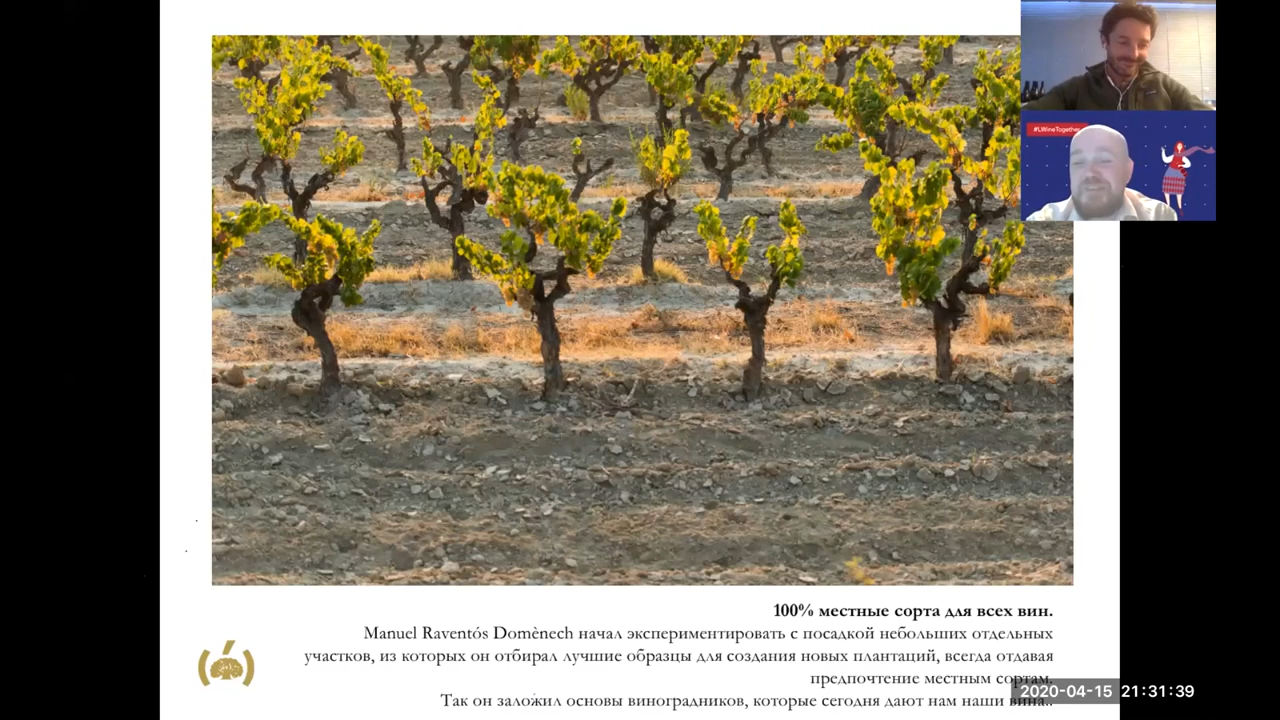 #LWineTogether
100% местные сорта для всех вин.
Manuel Raventós Domènech начал экспериментировать с посадкой небольших отдельных
участков, из которых он отбирал лучшие образцы для создания новых плантаций, всегда отдавая
предпочтение местным сортам.
2020-04-15 21:31:39
Так он заложил основы виноградников, которые сегодня дают нам наши вина..